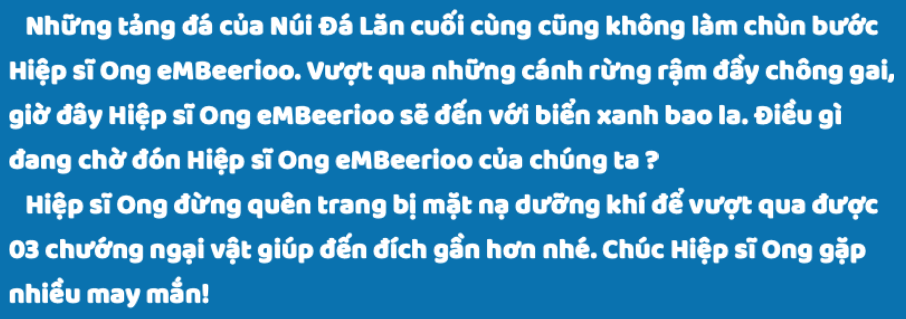 Những tảng đá của Núi Đá Lăn cuối cùng cũng không làm chùn bước
Hiệp sĩ Ong eMBeerioo. Vượt qua những cánh rừng rậm đầy chông gai,
giờ đây Hiệp sĩ Ong eMBeerioo sẽ đến với biển xanh bao la. Điều gì
đang chờ đón Hiệp sĩ Ong eMBeerioo của chúng ta ?
Hiệp sĩ Ong đừng quên trang bị mặt nạ dưỡng khí để vượt qua được
03 chướng ngại vật giúp đến đích gần hơn nhé. Chúc Hiệp sĩ Ong gặp
nhiều may mắn!